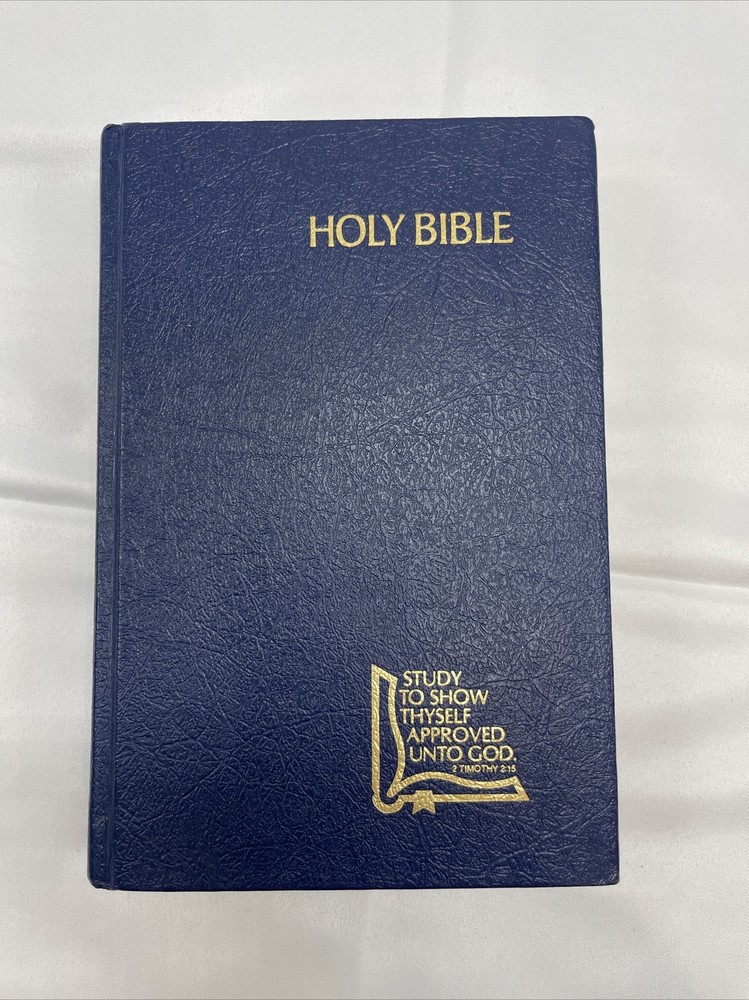 HOLY BIBLE
STUDY
TO SHOW
THYSELF
APPROVED
UNTO GOD.
2 TIMOTHY 2:15